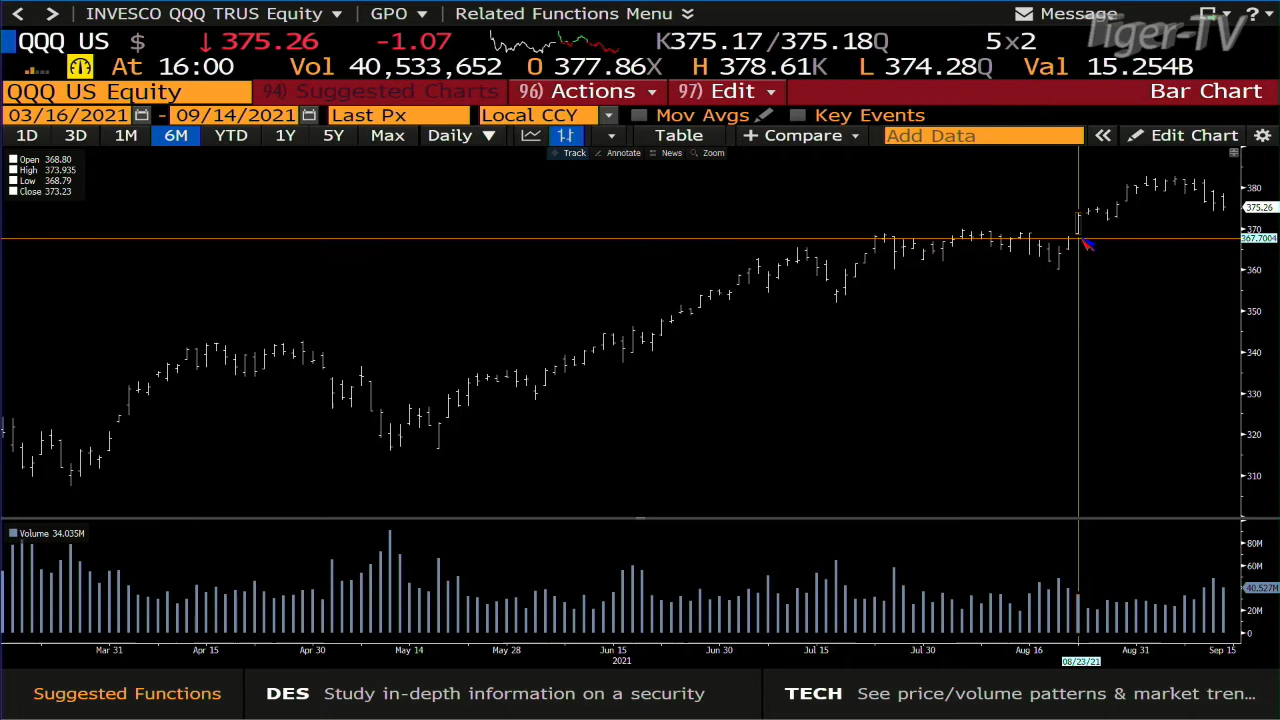 INVESCO QQQ TRUS Equity GPO Related Functions Menu Message ?
Tiger-TV
QQQ US $ ↓ 375.26 -1.07 K375.17/375.18Q 5x2
At 16:00 Vol 40,533,652 O 377.86X H 378.61K L 374.28Q Val 15.254B
QQQ US Equity 94) Suggested Charts 96) Actions 97) Edit Bar Chart
03/16/2021 - 09/14/2021 Last Px Local CCY Mov Avgs Key Events
1D 3D 1M 6M YTD 1Y 5Y Max Daily ▼ Table + Compare Add Data « Edit Chart
Track Annotate News Zoom
Open 368.80
High 373.935
Low 368.79
Close 373.23
380
375.26
370
367.7004
360
350
340
330
320
310
Volume 34.035M
80M
60M
40.527M
20M
0
Mar 31 Apr 15 Apr 30 May 14 May 28 Jun 15 Jun 30 Jul 15 Jul 30 Aug 16 Aug 31 Sep 15
2021 08/23/21
Suggested Functions DES Study in-depth information on a security TECH See price/volume patterns & market tren...